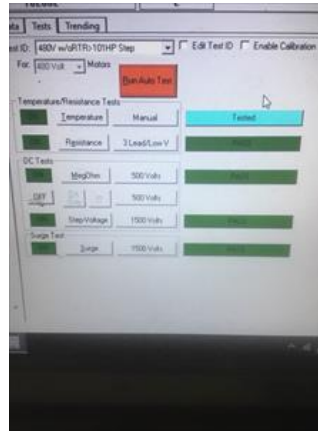 Tests Trending
Test ID: 480V w/oRTR>101HP Step Edit Test ID Enable Calibration
For: 480 Volt Motors
Run Auto Test
Temperature/Resistance Tests
Temperature Manual Tested
Resistance 3 Lead/Low V PASS
DC Tests
MegOhm 500 Volts PASS
OFF 500 Volts
Step Voltage 1500 Volts PASS
Surge Test
Surge 1500 Volts PASS